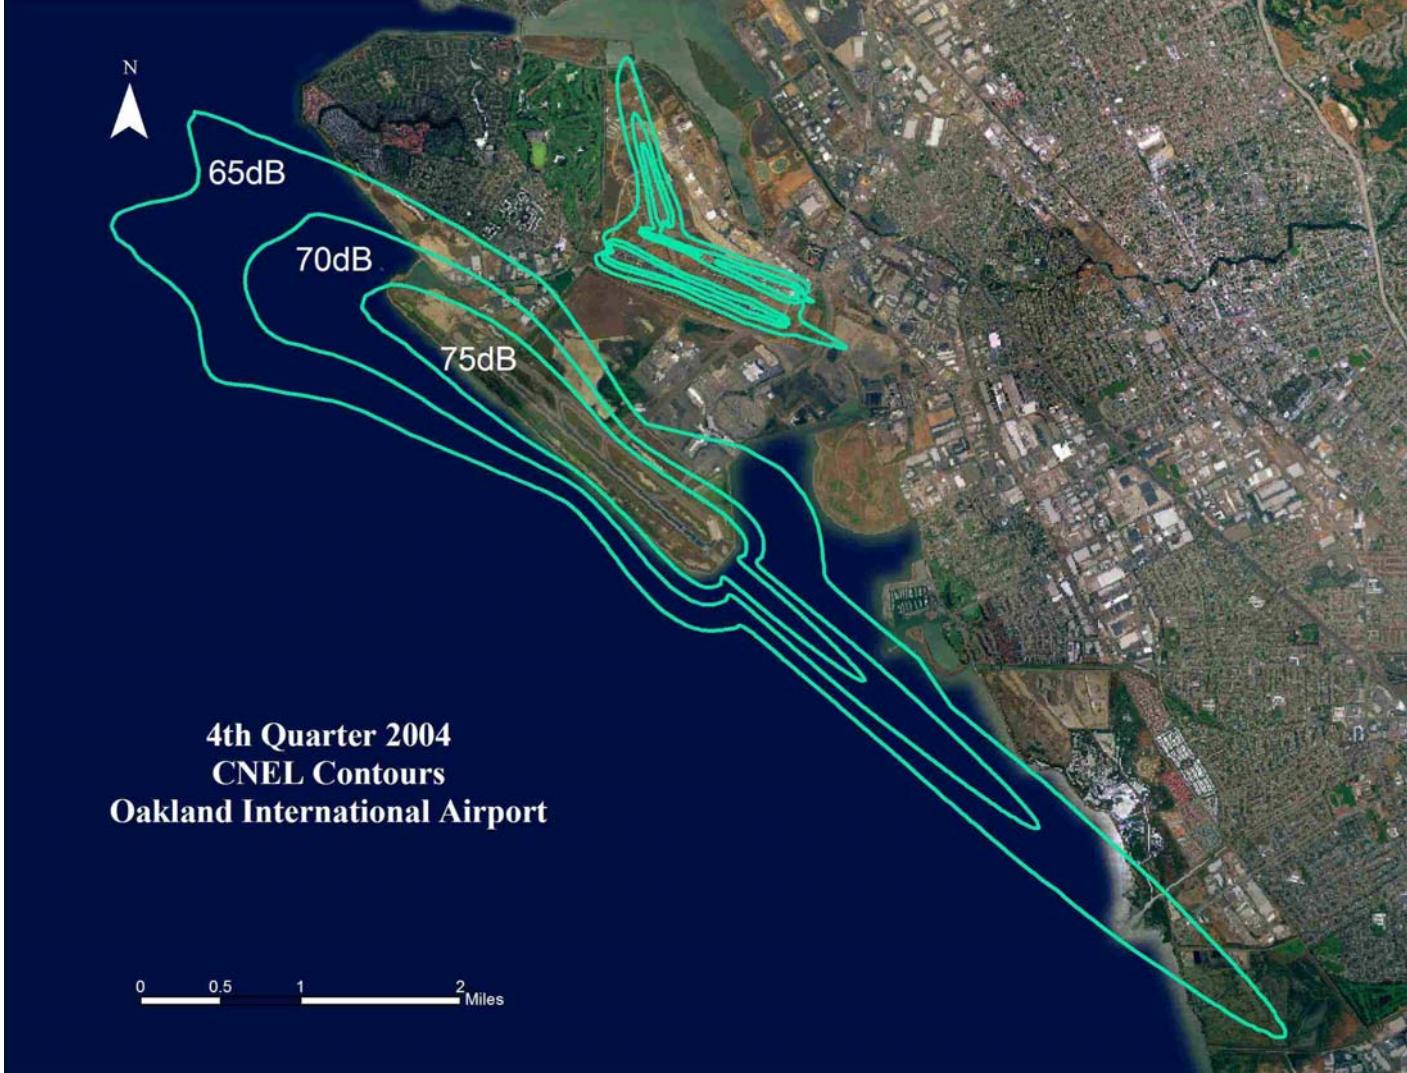 N
65dB
70dB
75dB
4th Quarter 2004
CNEL Contours
Oakland International Airport
0 0.5 1 2
Miles